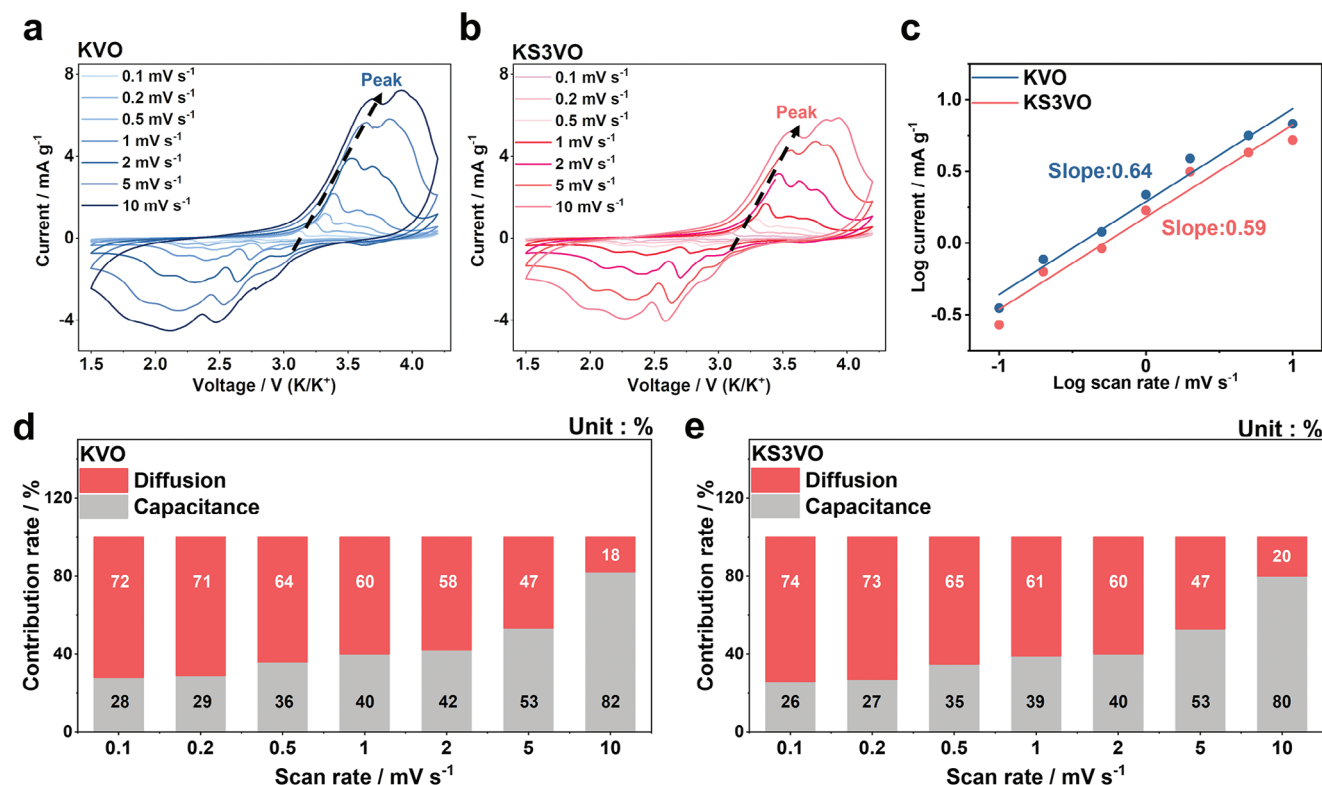 a
KVO
0.1 mV s⁻¹
0.2 mV s⁻¹
0.5 mV s⁻¹
1 mV s⁻¹
2 mV s⁻¹
5 mV s⁻¹
10 mV s⁻¹
Peak
8
4
0
-4
Current / mA g⁻¹
1.5 2.0 2.5 3.0 3.5 4.0
Voltage / V (K/K⁺)
b
KS3VO
0.1 mV s⁻¹
0.2 mV s⁻¹
0.5 mV s⁻¹
1 mV s⁻¹
2 mV s⁻¹
5 mV s⁻¹
10 mV s⁻¹
Peak
8
4
0
-4
Current / mA g⁻¹
1.5 2.0 2.5 3.0 3.5 4.0
Voltage / V (K/K⁺)
c
KVO
KS3VO
Slope:0.64
Slope:0.59
1.0
0.5
0.0
-0.5
Log current / mA g⁻¹
-1 0 1
Log scan rate / mV s⁻¹
d
Unit : %
KVO
Diffusion
Capacitance
120
80
40
0
Contribution rate / %
72 71 64 60 58 47 18
28 29 36 40 42 53 82
0.1 0.2 0.5 1 2 5 10
Scan rate / mV s⁻¹
e
Unit : %
KS3VO
Diffusion
Capacitance
120
80
40
0
Contribution rate / %
74 73 65 61 60 47 20
26 27 35 39 40 53 80
0.1 0.2 0.5 1 2 5 10
Scan rate / mV s⁻¹